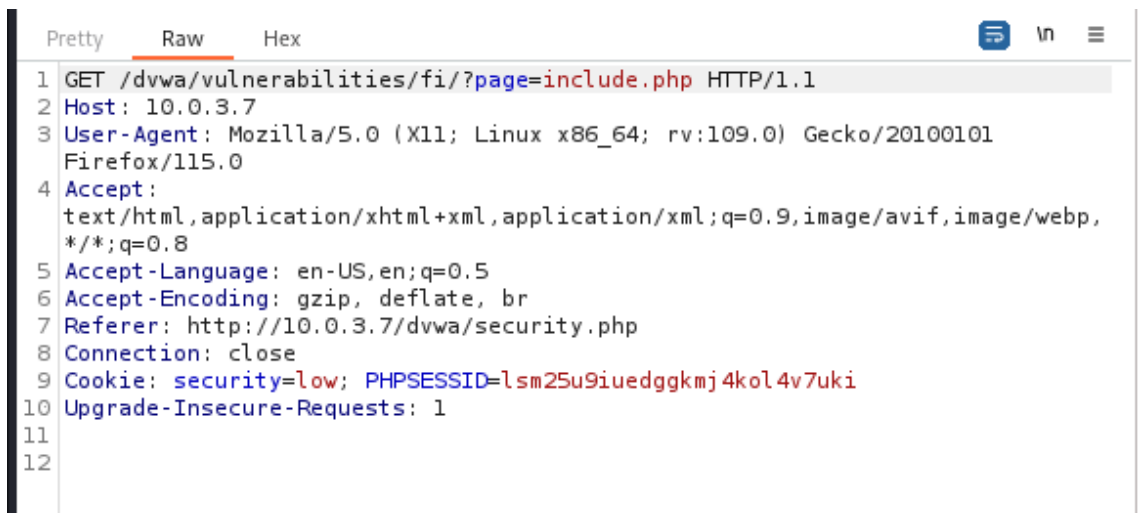 Pretty Raw Hex \n
1 GET /dvwa/vulnerabilities/fi/?page=include.php HTTP/1.1
2 Host: 10.0.3.7
3 User-Agent: Mozilla/5.0 (X11; Linux x86_64; rv:109.0) Gecko/20100101
Firefox/115.0
4 Accept:
text/html,application/xhtml+xml,application/xml;q=0.9,image/avif,image/webp,
*/*;q=0.8
5 Accept-Language: en-US,en;q=0.5
6 Accept-Encoding: gzip, deflate, br
7 Referer: http://10.0.3.7/dvwa/security.php
8 Connection: close
9 Cookie: security=low; PHPSESSID=lsm25u9iuedggkmj4kol4v7uki
10 Upgrade-Insecure-Requests: 1
11
12